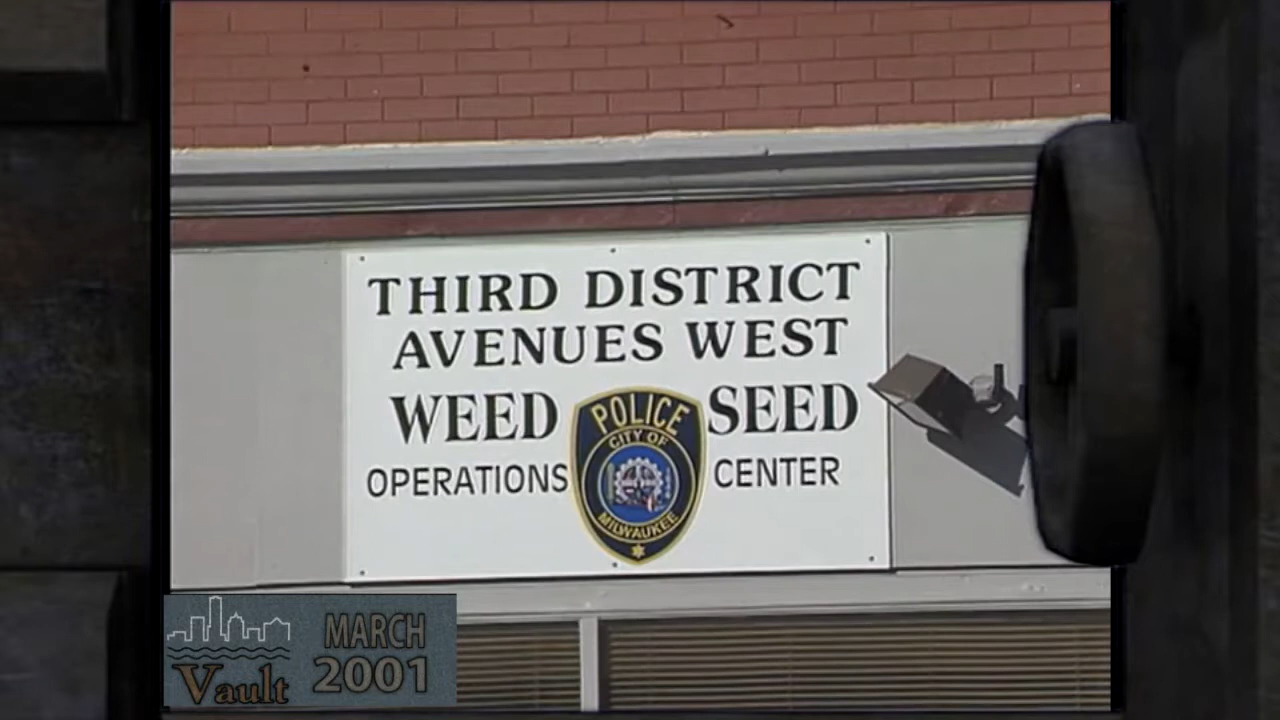 THIRD DISTRICT
AVENUES WEST
WEED SEED
OPERATIONS CENTER
POLICE
CITY OF
MILWAUKEE
Vault
MARCH
2001